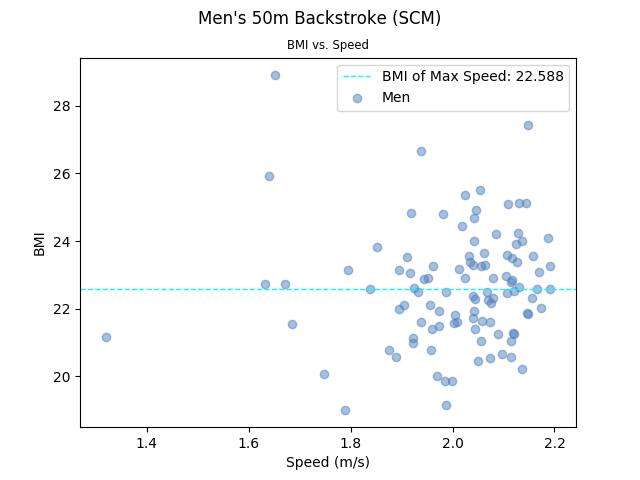 Men's 50m Backstroke (SCM)
BMI vs. Speed
BMI of Max Speed: 22.588
Men
28
26
24
22
20
BMI
1.4 1.6 1.8 2.0 2.2
Speed (m/s)